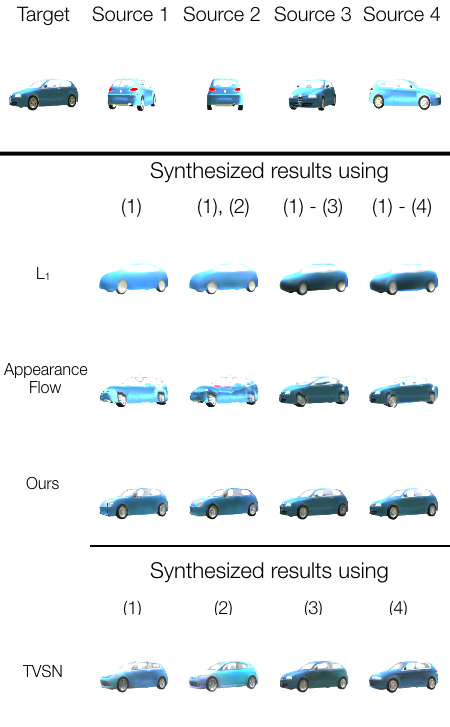 Target Source 1 Source 2 Source 3 Source 4
Synthesized results using
(1) (1), (2) (1) - (3) (1) - (4)
L₁
Appearance
Flow
Ours
Synthesized results using
(1) (2) (3) (4)
TVSN